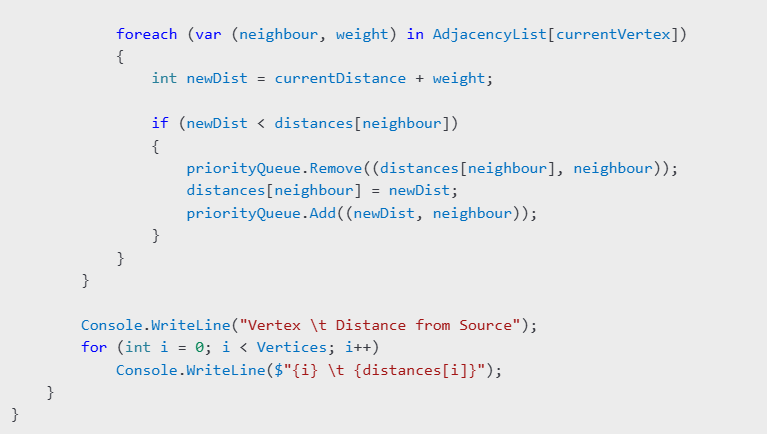 foreach (var (neighbour, weight) in AdjacencyList[currentVertex])
{
int newDist = currentDistance + weight;
if (newDist < distances[neighbour])
{
priorityQueue.Remove((distances[neighbour], neighbour));
distances[neighbour] = newDist;
priorityQueue.Add((newDist, neighbour));
}
}
}
Console.WriteLine("Vertex \t Distance from Source");
for (int i = 0; i < Vertices; i++)
Console.WriteLine($"{i} \t {distances[i]}");
}
}